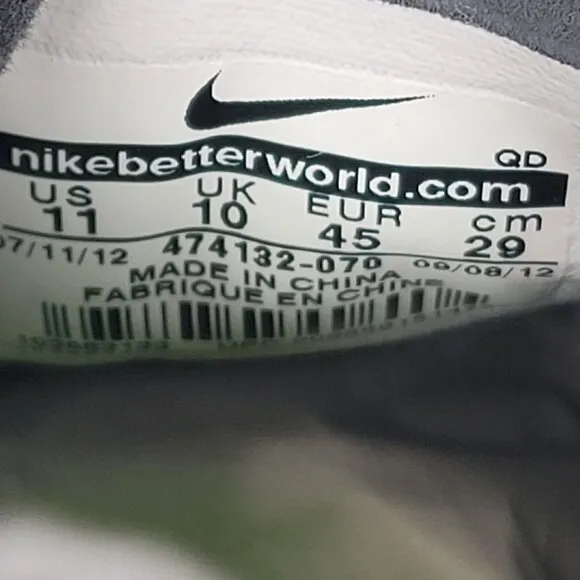 QD
nikebetterworld.com
US UK EUR cm
11 10 45 29
07/11/12 474132-070 09/08/12
MADE IN CHINA
FABRIQUE EN CHINE